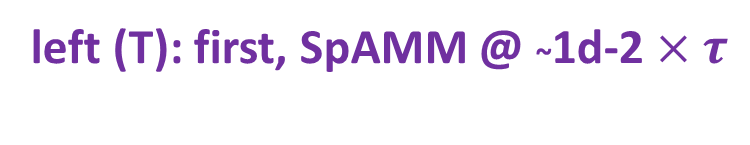 left (T): first, SpAMM @ ~1d-2 × τ